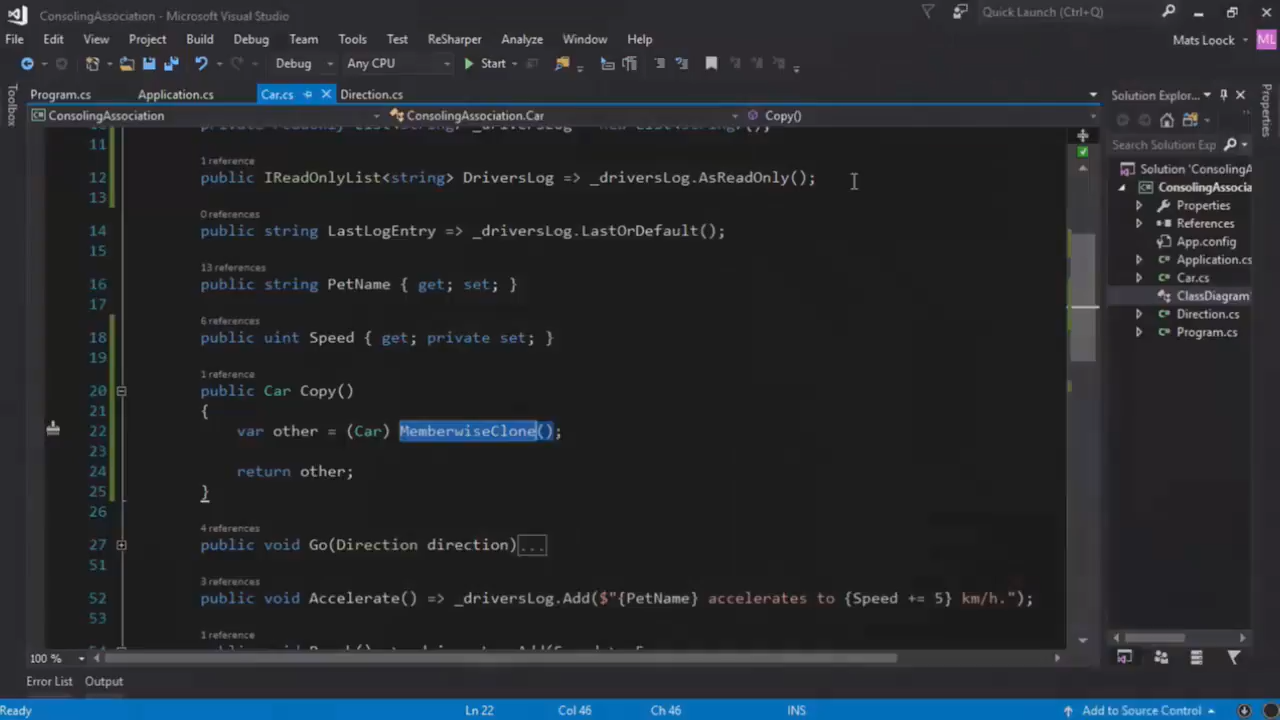 ConsolingAssociation - Microsoft Visual Studio
Quick Launch (Ctrl+Q)
File Edit View Project Build Debug Team Tools Test ReSharper Analyze Window Help
Mats Loock ML
Debug Any CPU Start
Program.cs Application.cs Car.cs Direction.cs
Solution Explor...
ConsolingAssociation ConsolingAssociation.Car Copy()
Toolbox
Properties
Search Solution Exp
Solution 'ConsolingA
ConsolingAssocia
Properties
References
App.config
Application.cs
Car.cs
ClassDiagram
Direction.cs
Program.cs
11
1 reference
12 public IReadOnlyList<string> DriversLog => _driversLog.AsReadOnly();
13
0 references
14 public string LastLogEntry => _driversLog.LastOrDefault();
15
13 references
16 public string PetName { get; set; }
17
6 references
18 public uint Speed { get; private set; }
19
1 reference
20 public Car Copy()
21 {
22 var other = (Car) MemberwiseClone();
23
24 return other;
25 }
26
4 references
27 public void Go(Direction direction)...
51
3 references
52 public void Accelerate() => _driversLog.Add($"{PetName} accelerates to {Speed += 5} km/h.");
53
1 reference
100 %
Error List Output
Ready Ln 22 Col 46 Ch 46 INS Add to Source Control